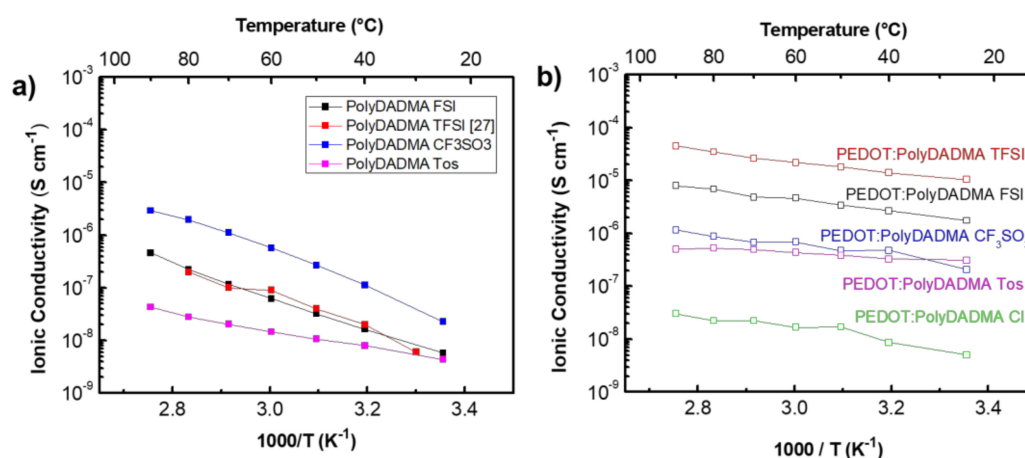 a)
Temperature (°C)
100 80 60 40 20
Ionic Conductivity (S cm⁻¹)
10⁻³
10⁻⁴
10⁻⁵
10⁻⁶
10⁻⁷
10⁻⁸
10⁻⁹
PolyDADMA FSI
PolyDADMA TFSI [27]
PolyDADMA CF3SO3
PolyDADMA Tos
2.8 3.0 3.2 3.4
1000/T (K⁻¹)
b)
Temperature (°C)
100 80 60 40 20
Ionic Conductivity (S cm⁻¹)
10⁻³
10⁻⁴
10⁻⁵
10⁻⁶
10⁻⁷
10⁻⁸
10⁻⁹
PEDOT:PolyDADMA TFSI
PEDOT:PolyDADMA FSI
PEDOT:PolyDADMA CF₃SO₃
PEDOT:PolyDADMA Tos
PEDOT:PolyDADMA Cl
2.8 3.0 3.2 3.4
1000 / T (K⁻¹)